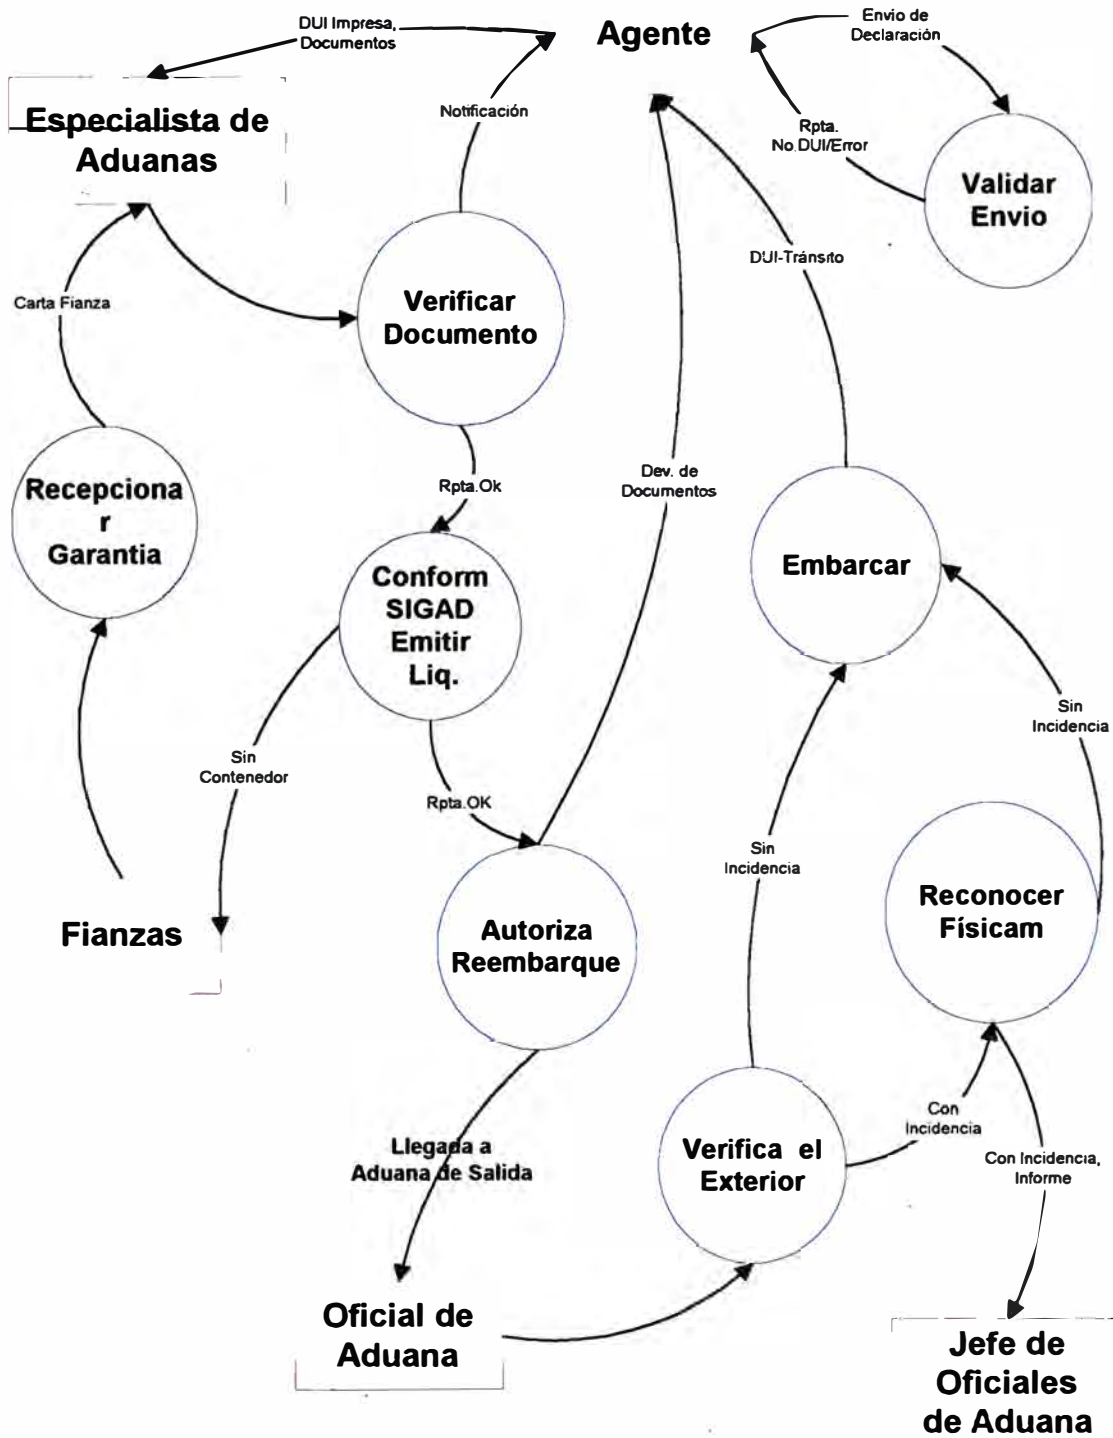 DUI Impresa,
Documentos
Agente
Envio de
Declaración
Especialista de
Aduanas
Notificación
Rpta.
No.DUI/Error
Validar
Envio
Carta Fianza
Verificar
Documento
DUI-Tránsito
Recepciona
r
Garantia
Rpta.Ok
Dev. de
Documentos
Conform
SIGAD
Emitir
Liq.
Embarcar
Sin
Contenedor
Rpta.OK
Sin
Incidencia
Sin
Incidencia
Fianzas
Autoriza
Reembarque
Reconocer
Físicam
Llegada a
Aduana de Salida
Verifica el
Exterior
Con
Incidencia
Con Incidencia,
Informe
Oficial de
Aduana
Jefe de
Oficiales
de Aduana